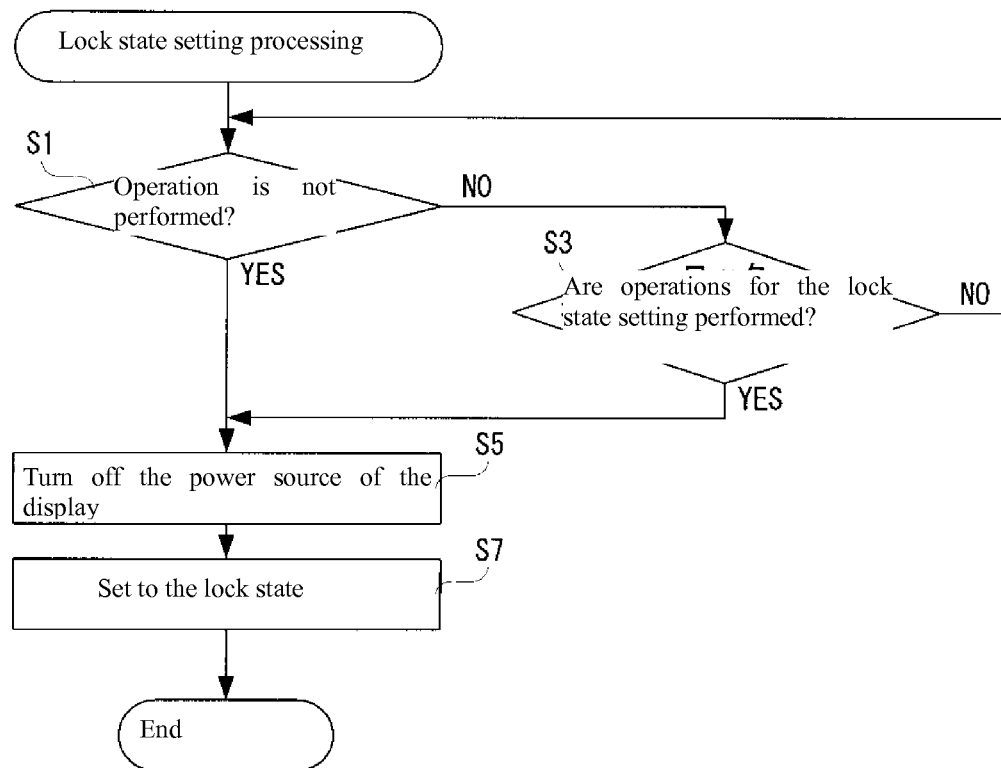 Lock state setting processing
S1
Operation is not
performed?
NO
YES
S3
Are operations for the lock
state setting performed?
NO
YES
S5
Turn off the power source of the
display
S7
Set to the lock state
End